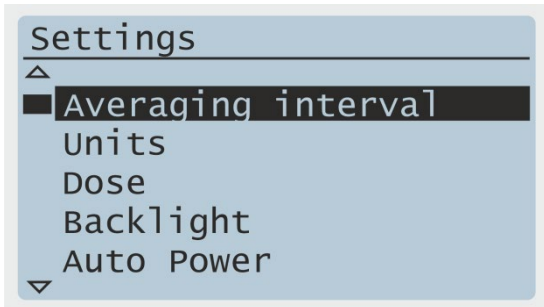 Settings
Averaging interval
Units
Dose
Backlight
Auto Power